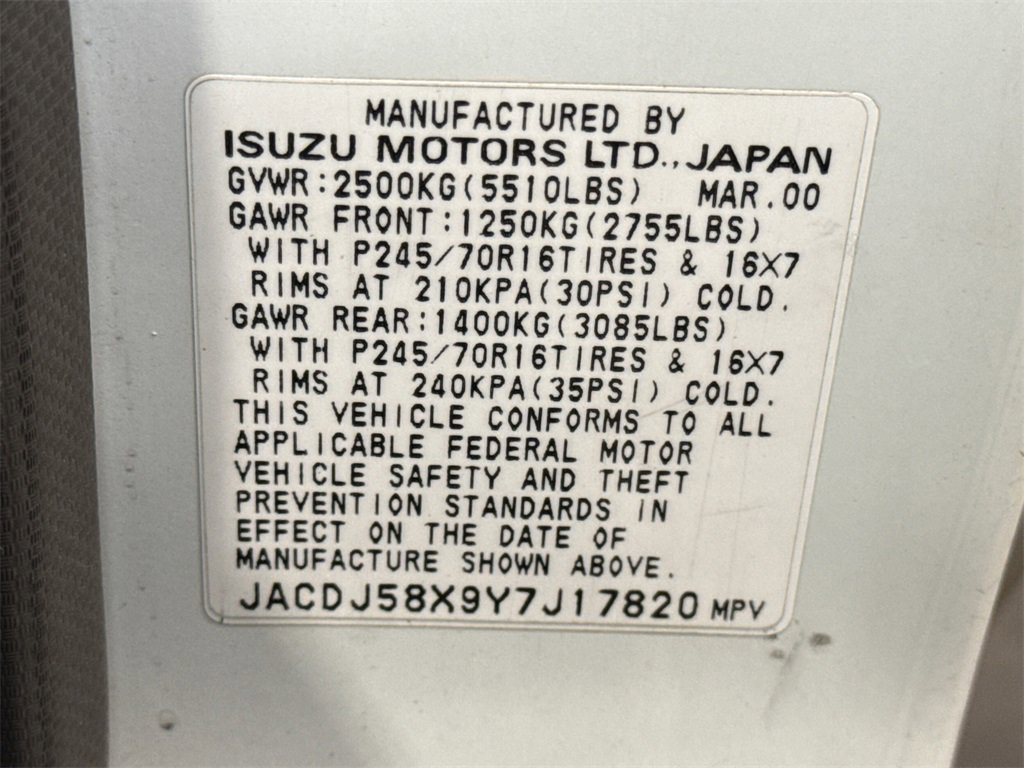 MANUFACTURED BY
ISUZU MOTORS LTD., JAPAN
GVWR:2500KG(5510LBS) MAR.00
GAWR FRONT:1250KG(2755LBS)
WITH P245/70R16TIRES & 16X7
RIMS AT 210KPA(30PSI) COLD.
GAWR REAR:1400KG(3085LBS)
WITH P245/70R16TIRES & 16X7
RIMS AT 240KPA(35PSI) COLD.
THIS VEHICLE CONFORMS TO ALL
APPLICABLE FEDERAL MOTOR
VEHICLE SAFETY AND THEFT
PREVENTION STANDARDS IN
EFFECT ON THE DATE OF
MANUFACTURE SHOWN ABOVE.
JACDJ58X9Y7J17820 MPV